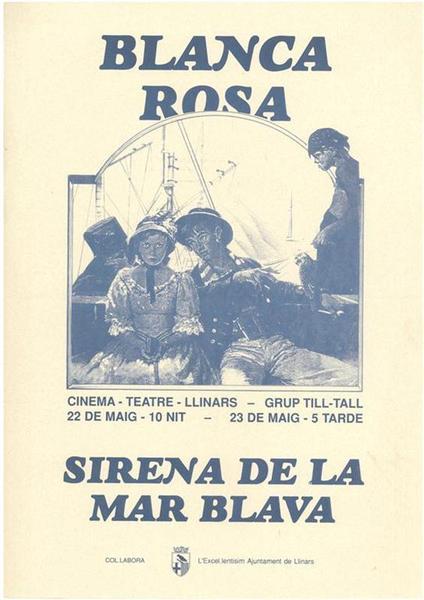 BLANCA
ROSA
CINEMA - TEATRE - LLINARS – GRUP TILL-TALL
22 DE MAIG - 10 NIT – 23 DE MAIG - 5 TARDE
SIRENA DE LA
MAR BLAVA
COL.LABORA L'Excel.lentisim Ajuntament de Llinars